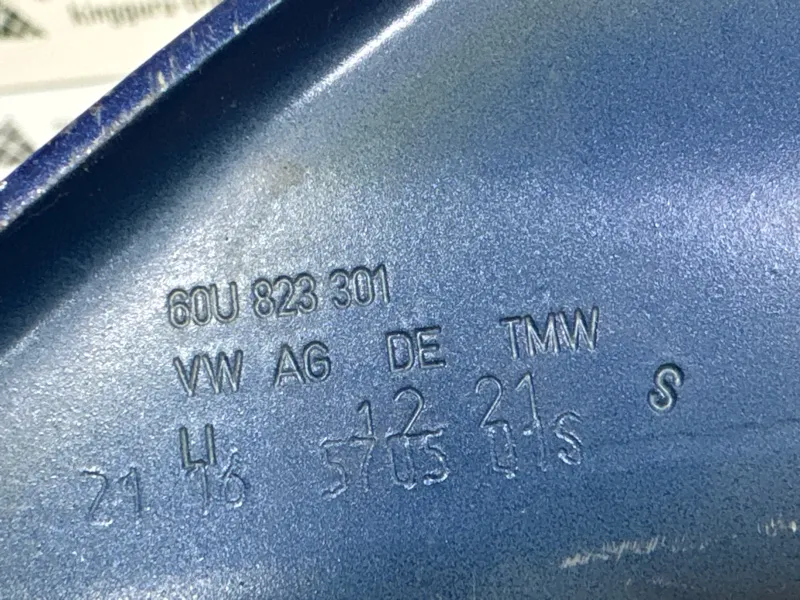 60U 823 301
VW AG DE TMW
LI 12 21 S
21 16 5705 01S